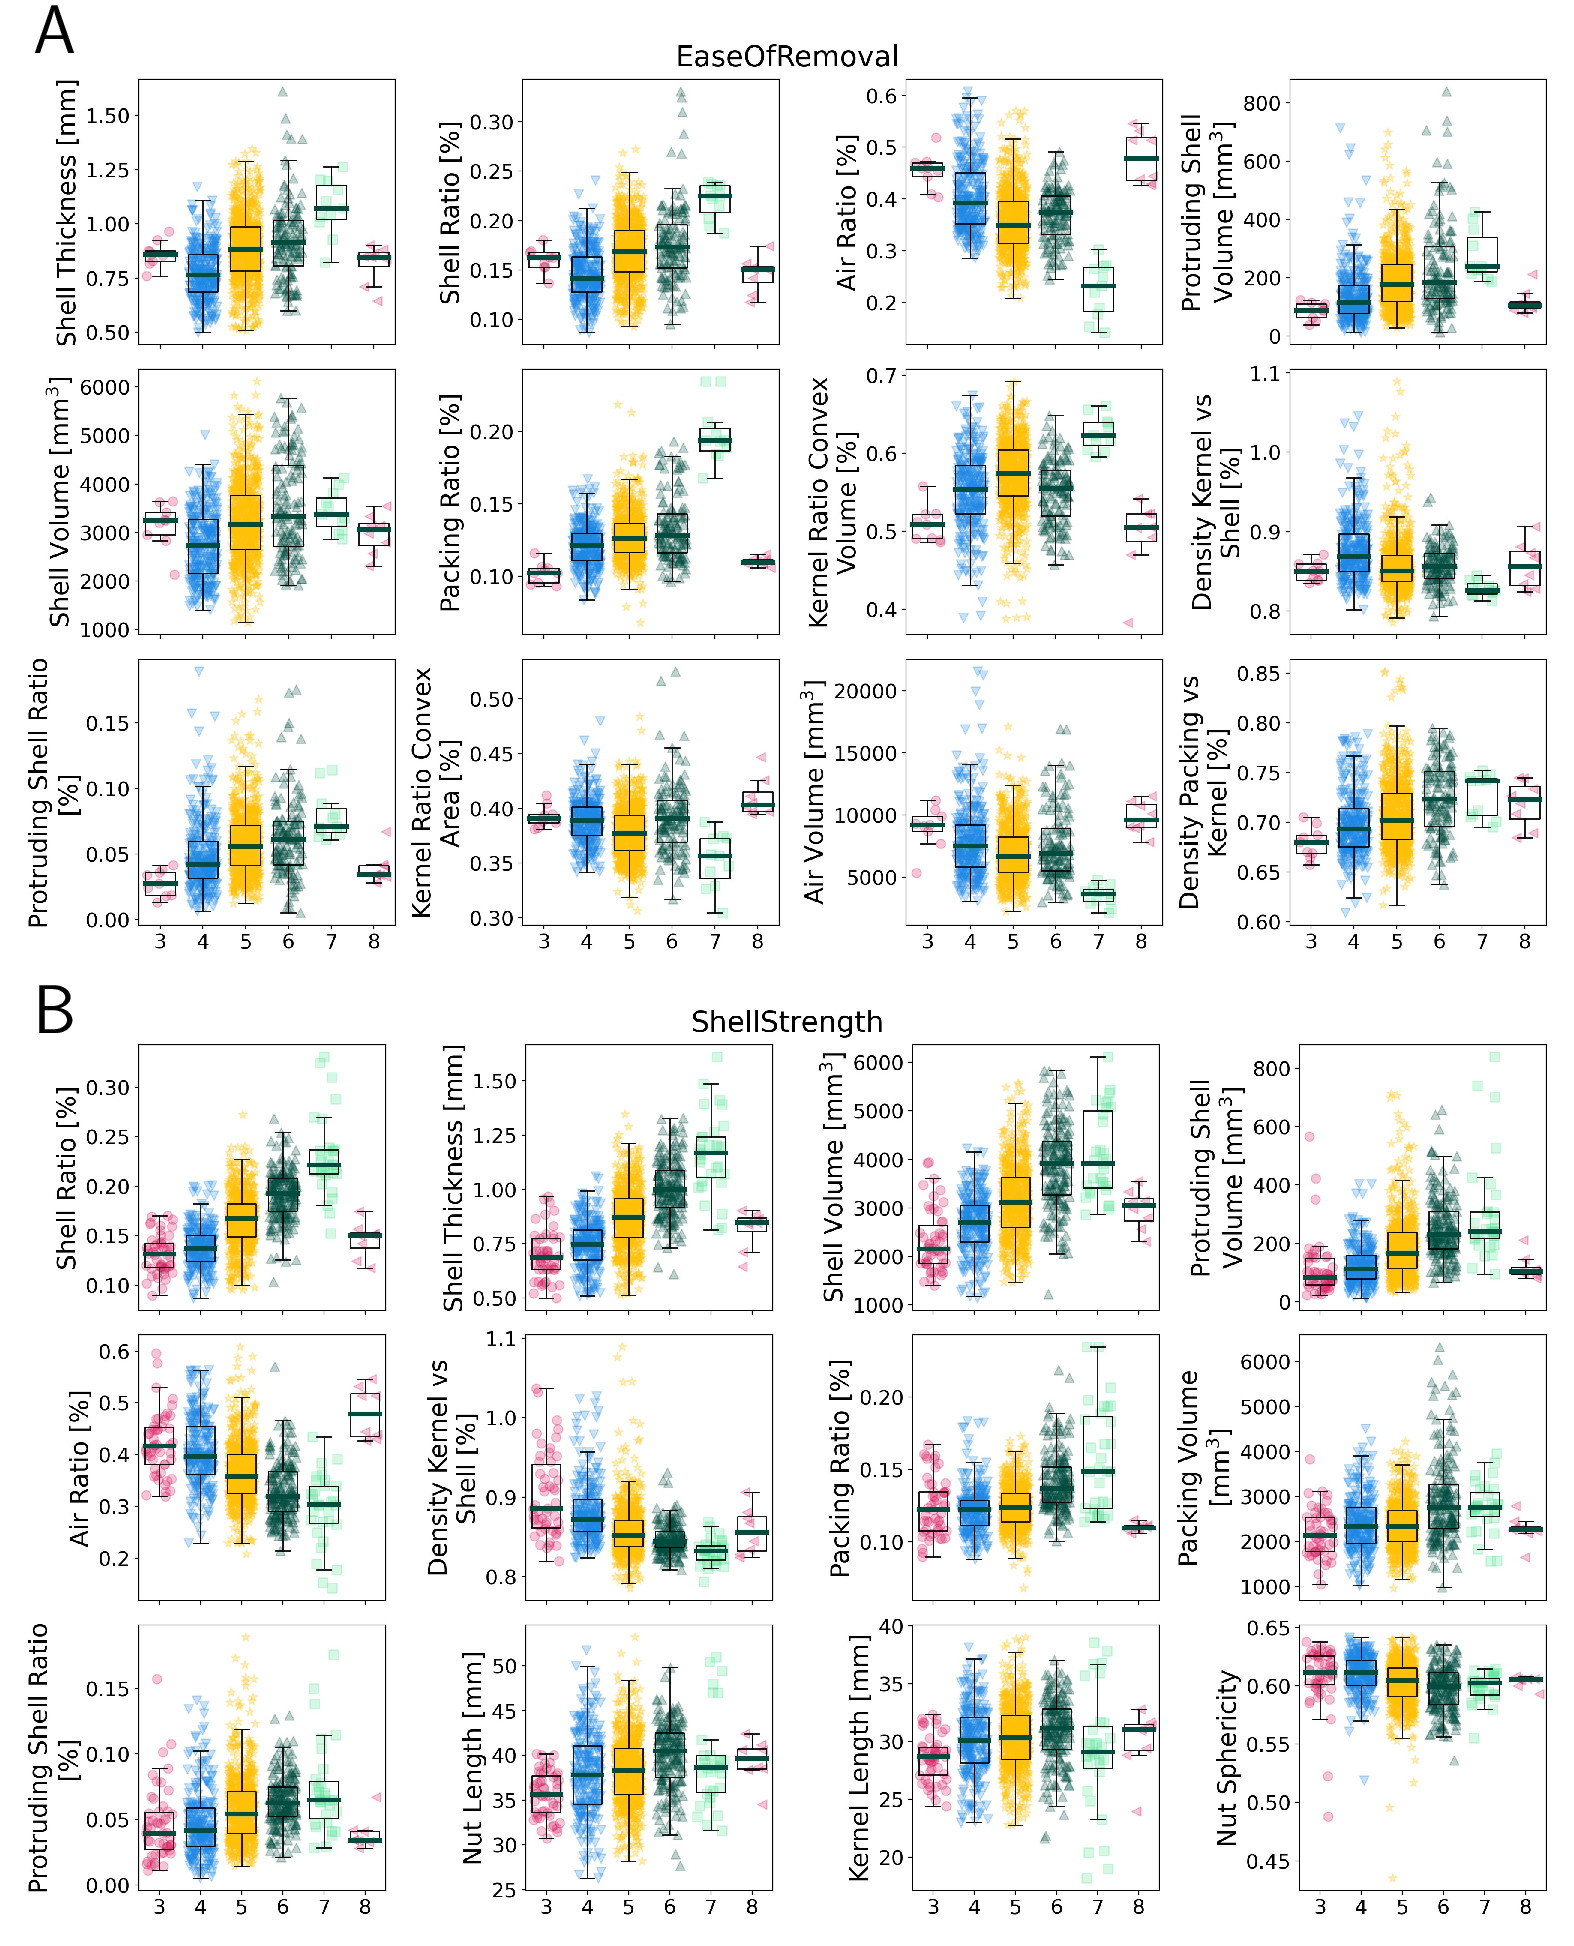 A
EaseOfRemoval
Shell Thickness [mm]
1.50
1.25
1.00
0.75
0.50
Shell Ratio [%]
0.30
0.25
0.20
0.15
0.10
Air Ratio [%]
0.6
0.5
0.4
0.3
0.2
Protruding Shell
Volume [mm³]
800
600
400
200
0
Shell Volume [mm³]
6000
5000
4000
3000
2000
1000
Packing Ratio [%]
0.20
0.15
0.10
Kernel Ratio Convex
Volume [%]
0.7
0.6
0.5
0.4
Density Kernel vs
Shell [%]
1.1
1.0
0.9
0.8
Protruding Shell Ratio
[%]
0.15
0.10
0.05
0.00
3 4 5 6 7 8
Kernel Ratio Convex
Area [%]
0.50
0.45
0.40
0.35
0.30
3 4 5 6 7 8
Air Volume [mm³]
20000
15000
10000
5000
3 4 5 6 7 8
Density Packing vs
Kernel [%]
0.85
0.80
0.75
0.70
0.65
0.60
3 4 5 6 7 8
B
ShellStrength
Shell Ratio [%]
0.30
0.25
0.20
0.15
0.10
Shell Thickness [mm]
1.50
1.25
1.00
0.75
0.50
Shell Volume [mm³]
6000
5000
4000
3000
2000
1000
Protruding Shell
Volume [mm³]
800
600
400
200
0
Air Ratio [%]
0.6
0.5
0.4
0.3
0.2
Density Kernel vs
Shell [%]
1.1
1.0
0.9
0.8
Packing Ratio [%]
0.20
0.15
0.10
Packing Volume
[mm³]
6000
5000
4000
3000
2000
1000
Protruding Shell Ratio
[%]
0.15
0.10
0.05
0.00
3 4 5 6 7 8
Nut Length [mm]
50
45
40
35
30
25
3 4 5 6 7 8
Kernel Length [mm]
40
35
30
25
20
3 4 5 6 7 8
Nut Sphericity
0.65
0.60
0.55
0.50
0.45
3 4 5 6 7 8